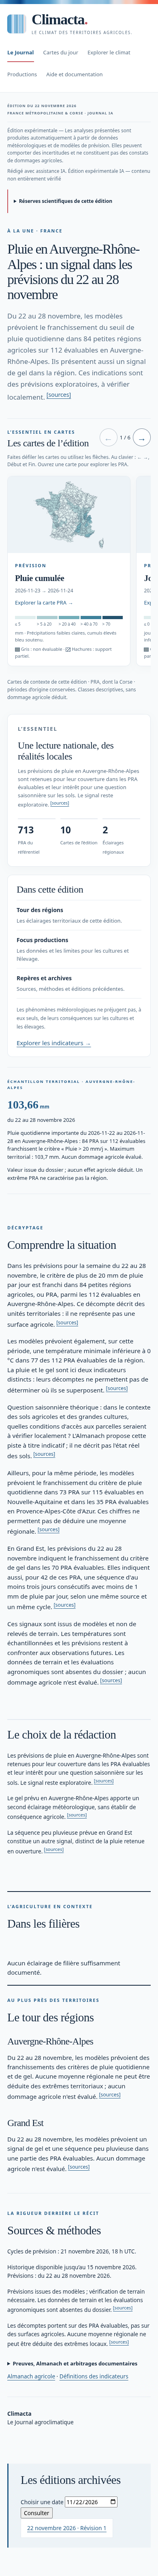 Climacta.
LE CLIMAT DES TERRITOIRES AGRICOLES
Le Journal
Cartes du jour
Explorer le climat
Productions
Aide et documentation
ÉDITION DU 22 NOVEMBRE 2026
FRANCE MÉTROPOLITAINE & CORSE · JOURNAL IA
Édition expérimentale — Les analyses présentées sont
produites automatiquement à partir de données
météorologiques et de modèles de prévision. Elles peuvent
comporter des incertitudes et ne constituent pas des constats
de dommages agricoles.
Rédigé avec assistance IA. Édition expérimentale IA — contenu
non entièrement vérifié
▸ Réserves scientifiques de cette édition
À LA UNE · FRANCE
Pluie en Auvergne-Rhône-
Alpes : un signal dans les
prévisions du 22 au 28
novembre
Du 22 au 28 novembre, les modèles
prévoient le franchissement du seuil de
pluie quotidienne dans 84 petites régions
agricoles sur 112 évaluées en Auvergne-
Rhône-Alpes. Ils présentent aussi un signal
de gel dans la région. Ces indications sont
des prévisions exploratoires, à vérifier
localement. [sources]
L'ESSENTIEL EN CARTES
Les cartes de l'édition
← 1 / 6 →
Faites défiler les cartes ou utilisez les flèches. Au clavier : ← →,
Début et Fin. Ouvrez une carte pour explorer les PRA.
PRÉVISION
Pluie cumulée
2026-11-23 → 2026-11-24
Explorer la carte PRA →
≤ 5
> 5 à 20
> 20 à 40
> 40 à 70
> 70
mm · Précipitations faibles claires; cumuls élevés
bleu soutenu.
Gris : non évaluable · Hachures : support
partiel.
Cartes de contexte de cette édition · PRA, dont la Corse ·
périodes d'origine conservées. Classes descriptives, sans
dommage agricole déduit.
L'ESSENTIEL
Une lecture nationale, des
réalités locales
Les prévisions de pluie en Auvergne-Rhône-Alpes sont
retenues pour leur couverture dans les PRA évaluées
et leur intérêt pour une question
saisonnière sur les sols. Le signal reste
exploratoire. [sources]
713
PRA du
référentiel
10
Cartes de l'édition
2
Éclairages
régionaux
Dans cette édition
Tour des régions
Les éclairages territoriaux de cette édition.
Focus productions
Les données et les limites pour les cultures et
l'élevage.
Repères et archives
Sources, méthodes et éditions précédentes.
Les phénomènes météorologiques ne préjugent pas, à
eux seuls, de leurs conséquences sur les cultures et
les élevages.
Explorer les indicateurs →
ÉCHANTILLON TERRITORIAL · AUVERGNE-RHÔNE-
ALPES
103,66 mm
du 22 au 28 novembre 2026
Pluie quotidienne importante du 2026-11-22 au 2026-11-
28 en Auvergne-Rhône-Alpes : 84 PRA sur 112 évaluées
franchissent le critère « Pluie > 20 mm/j ». Maximum
territorial : 103,7 mm. Aucun dommage agricole évalué.
Valeur issue du dossier ; aucun effet agricole déduit. Un
extrême PRA ne caractérise pas la région.
DÉCRYPTAGE
Comprendre la situation
Dans les prévisions pour la semaine du 22 au 28
novembre, le critère de plus de 20 mm de pluie
par jour est franchi dans 84 petites régions
agricoles, ou PRA, parmi les 112 évaluées en
Auvergne-Rhône-Alpes. Ce décompte décrit des
unités territoriales : il ne représente pas une
surface agricole. [sources]
Les modèles prévoient également, sur cette
période, une température minimale inférieure à 0
°C dans 77 des 112 PRA évaluées de la région.
La pluie et le gel sont ici deux indicateurs
distincts : leurs décomptes ne permettent pas de
déterminer où ils se superposent. [sources]
Question saisonnière théorique : dans le contexte
des sols agricoles et des grandes cultures,
quelles conditions d'accès aux parcelles seraient
à vérifier localement ? L'Almanach propose cette
piste à titre indicatif ; il ne décrit pas l'état réel
des sols. [sources]
Ailleurs, pour la même période, les modèles
prévoient le franchissement du critère de pluie
quotidienne dans 73 PRA sur 115 évaluables en
Nouvelle-Aquitaine et dans les 35 PRA évaluables
en Provence-Alpes-Côte d'Azur. Ces chiffres ne
permettent pas de déduire une moyenne
régionale. [sources]
En Grand Est, les prévisions du 22 au 28
novembre indiquent le franchissement du critère
de gel dans les 70 PRA évaluées. Elles indiquent
aussi, pour 42 de ces PRA, une séquence d'au
moins trois jours consécutifs avec au moins 1
mm de pluie par jour, selon une même source et
un même cycle. [sources]
Ces signaux sont issus de modèles et non de
relevés de terrain. Les températures sont
échantillonnées et les prévisions restent à
confronter aux observations futures. Les
données de terrain et les évaluations
agronomiques sont absentes du dossier ; aucun
dommage agricole n'est évalué. [sources]
Le choix de la rédaction
Les prévisions de pluie en Auvergne-Rhône-Alpes sont
retenues pour leur couverture dans les PRA évaluées
et leur intérêt pour une question saisonnière sur les
sols. Le signal reste exploratoire. [sources]
Le gel prévu en Auvergne-Rhône-Alpes apporte un
second éclairage météorologique, sans établir de
conséquence agricole. [sources]
La séquence peu pluvieuse prévue en Grand Est
constitue un autre signal, distinct de la pluie retenue
en ouverture. [sources]
L'AGRICULTURE EN CONTEXTE
Dans les filières
Aucun éclairage de filière suffisamment
documenté.
AU PLUS PRÈS DES TERRITOIRES
Le tour des régions
Auvergne-Rhône-Alpes
Du 22 au 28 novembre, les modèles prévoient des
franchissements des critères de pluie quotidienne
et de gel. Aucune moyenne régionale ne peut être
déduite des extrêmes territoriaux ; aucun
dommage agricole n'est évalué. [sources]
Grand Est
Du 22 au 28 novembre, les modèles prévoient un
signal de gel et une séquence peu pluvieuse dans
une partie des PRA évaluables. Aucun dommage
agricole n'est évalué. [sources]
LA RIGUEUR DERRIÈRE LE RÉCIT
Sources & méthodes
Cycles de prévision : 21 novembre 2026, 18 h UTC.
Historique disponible jusqu'au 15 novembre 2026.
Prévisions : du 22 au 28 novembre 2026.
Prévisions issues des modèles ; vérification de terrain
nécessaire. Les données de terrain et les évaluations
agronomiques sont absentes du dossier. [sources]
Les décomptes portent sur des PRA évaluables, pas sur
des surfaces agricoles. Aucune moyenne régionale ne
peut être déduite des extrêmes locaux. [sources]
▸ Preuves, Almanach et arbitrages documentaires
Almanach agricole · Définitions des indicateurs
Climacta
Le Journal agroclimatique
Les éditions archivées
Choisir une date 11/22/2026
Consulter
22 novembre 2026 · Révision 1